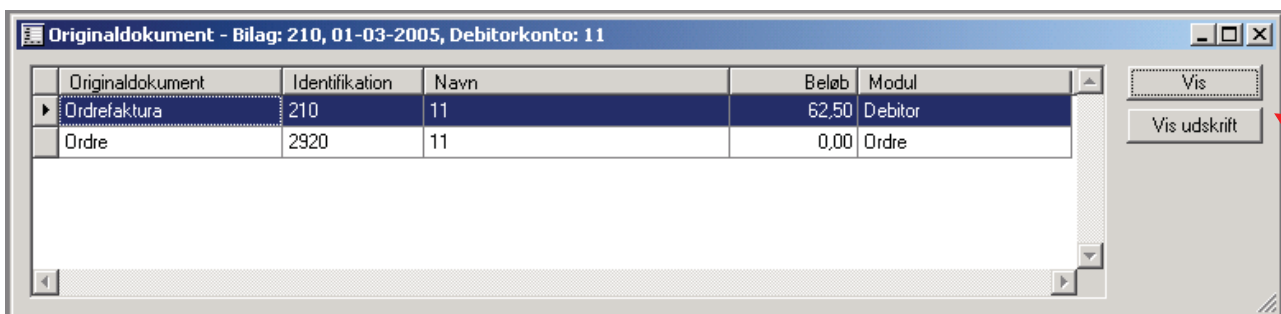 Originaldokument - Bilag: 210, 01-03-2005, Debitorkonto: 11
Originaldokument Identifikation Navn Beløb Modul
Ordrefaktura 210 11 62,50 Debitor
Ordre 2920 11 0,00 Ordre
Vis
Vis udskrift